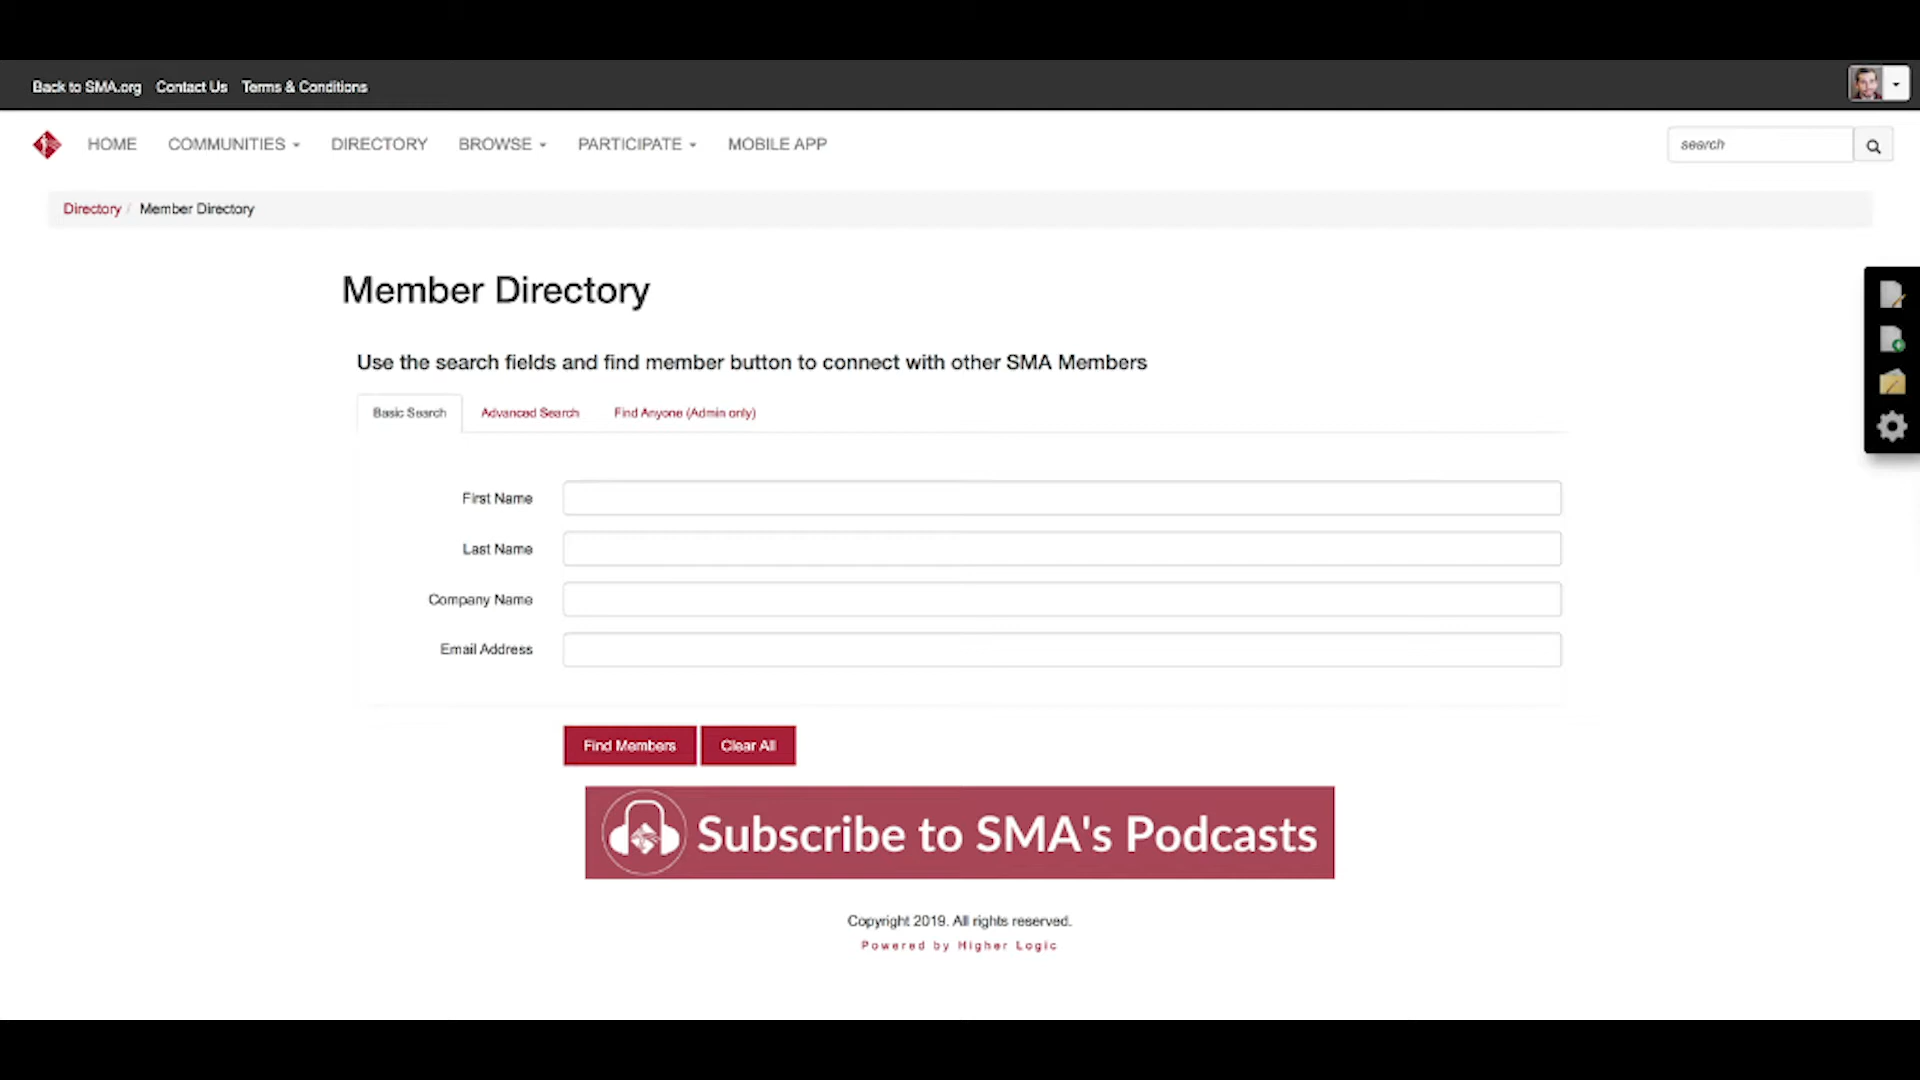 Back to SMA.org Contact Us Terms & Conditions
HOME COMMUNITIES DIRECTORY BROWSE PARTICIPATE MOBILE APP search
Directory / Member Directory
Member Directory
Use the search fields and find member button to connect with other SMA Members
Basic Search Advanced Search Find Anyone (Admin only)
First Name
Last Name
Company Name
Email Address
Find Members Clear All
Subscribe to SMA's Podcasts
Copyright 2019. All rights reserved.
Powered by Higher Logic